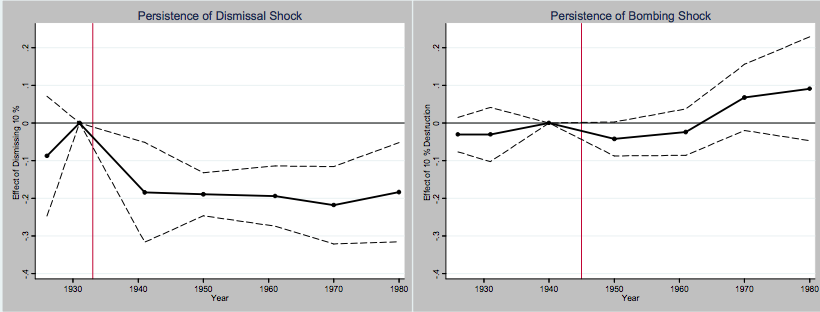 Persistence of Dismissal Shock
Effect of Dismissing 10 %
.2
.1
0
-.1
-.2
-.3
-.4
1930 1940 1950 1960 1970 1980
Year
Persistence of Bombing Shock
Effect of 10 % Destruction
.2
.1
0
-.1
-.2
-.3
-.4
1930 1940 1950 1960 1970 1980
Year